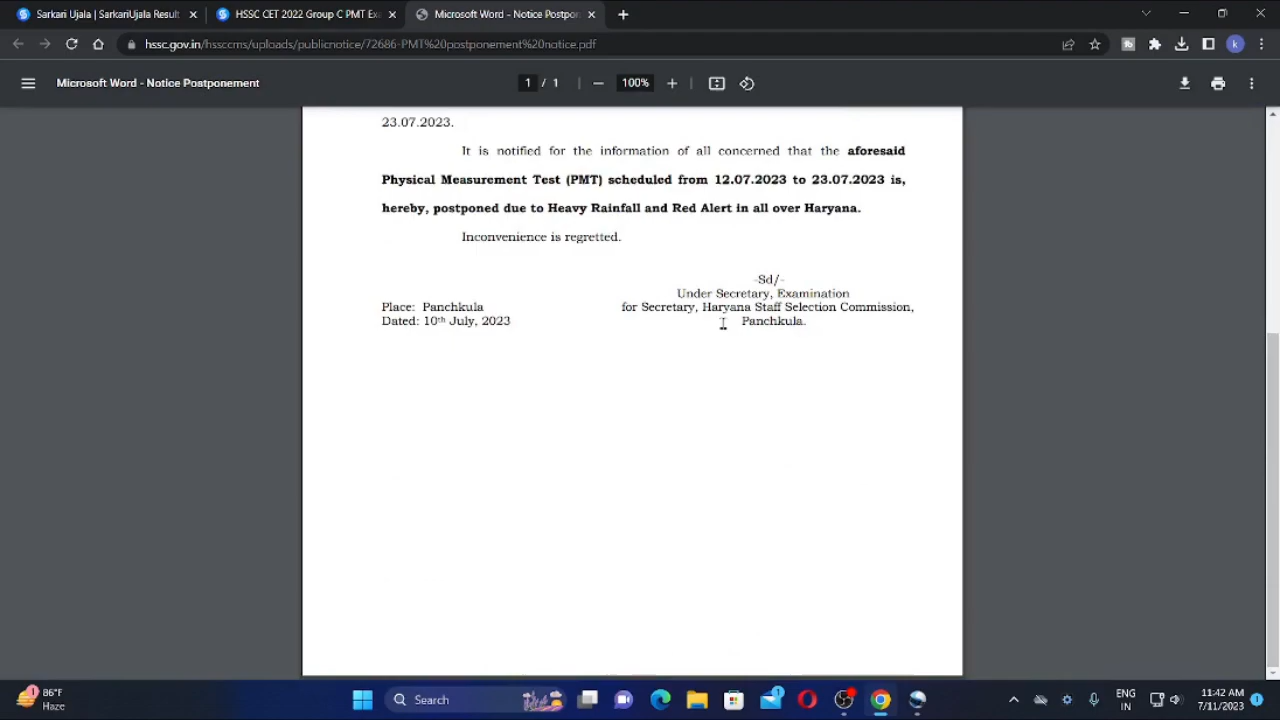 Sarkari Ujala | SarkariUjala Result
HSSC CET 2022 Group C PMT Exa
Microsoft Word - Notice Postpon
hssc.gov.in/hssccms/uploads/publicnotice/72686-PMT%20postponement%20notice.pdf
k
Microsoft Word - Notice Postponement
1 / 1
100%
23.07.2023.
It is notified for the information of all concerned that the aforesaid
Physical Measurement Test (PMT) scheduled from 12.07.2023 to 23.07.2023 is,
hereby, postponed due to Heavy Rainfall and Red Alert in all over Haryana.
Inconvenience is regretted.
-Sd/-
Under Secretary, Examination
Place: Panchkula
for Secretary, Haryana Staff Selection Commission,
Dated: 10th July, 2023
Panchkula.
1
86°F
Haze
Search
1
ENG
IN
11:42 AM
7/11/2023
1